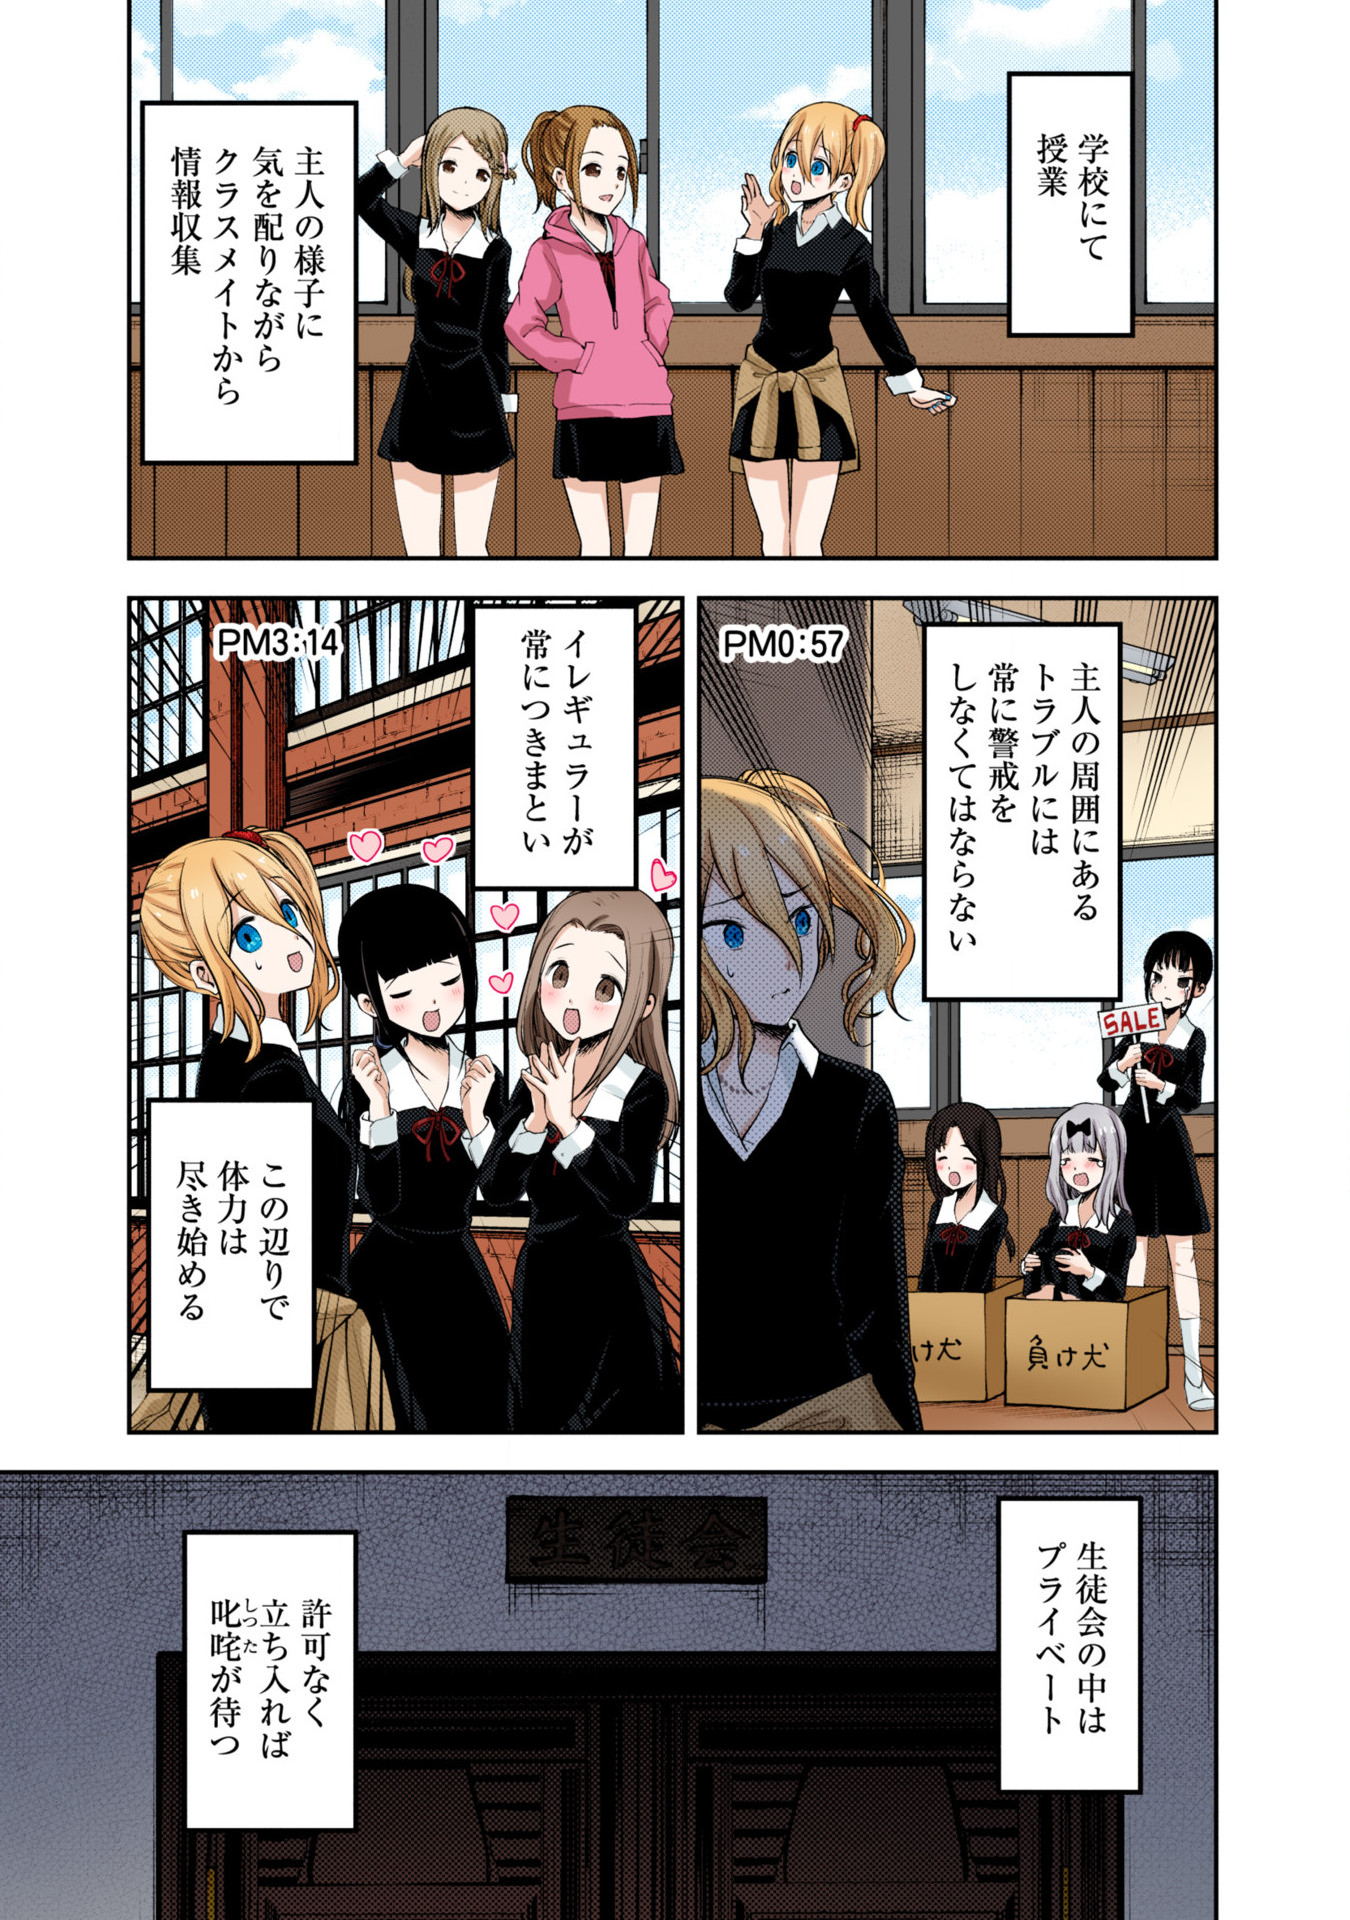 学校にて
授業
主人の様子に
気を配りながら
クラスメイトから
情報収集
主人の周囲にある
トラブルには
常に警戒を
しなくてはならない
PM0:57
SALE
負け犬
け犬
イレギュラーが
常につきまとい
PM3:14
この辺りで
体力は
尽き始める
生徒会の中は
プライベート
生徒会
許可なく
立ち入れば
叱咤が待つ
しつた